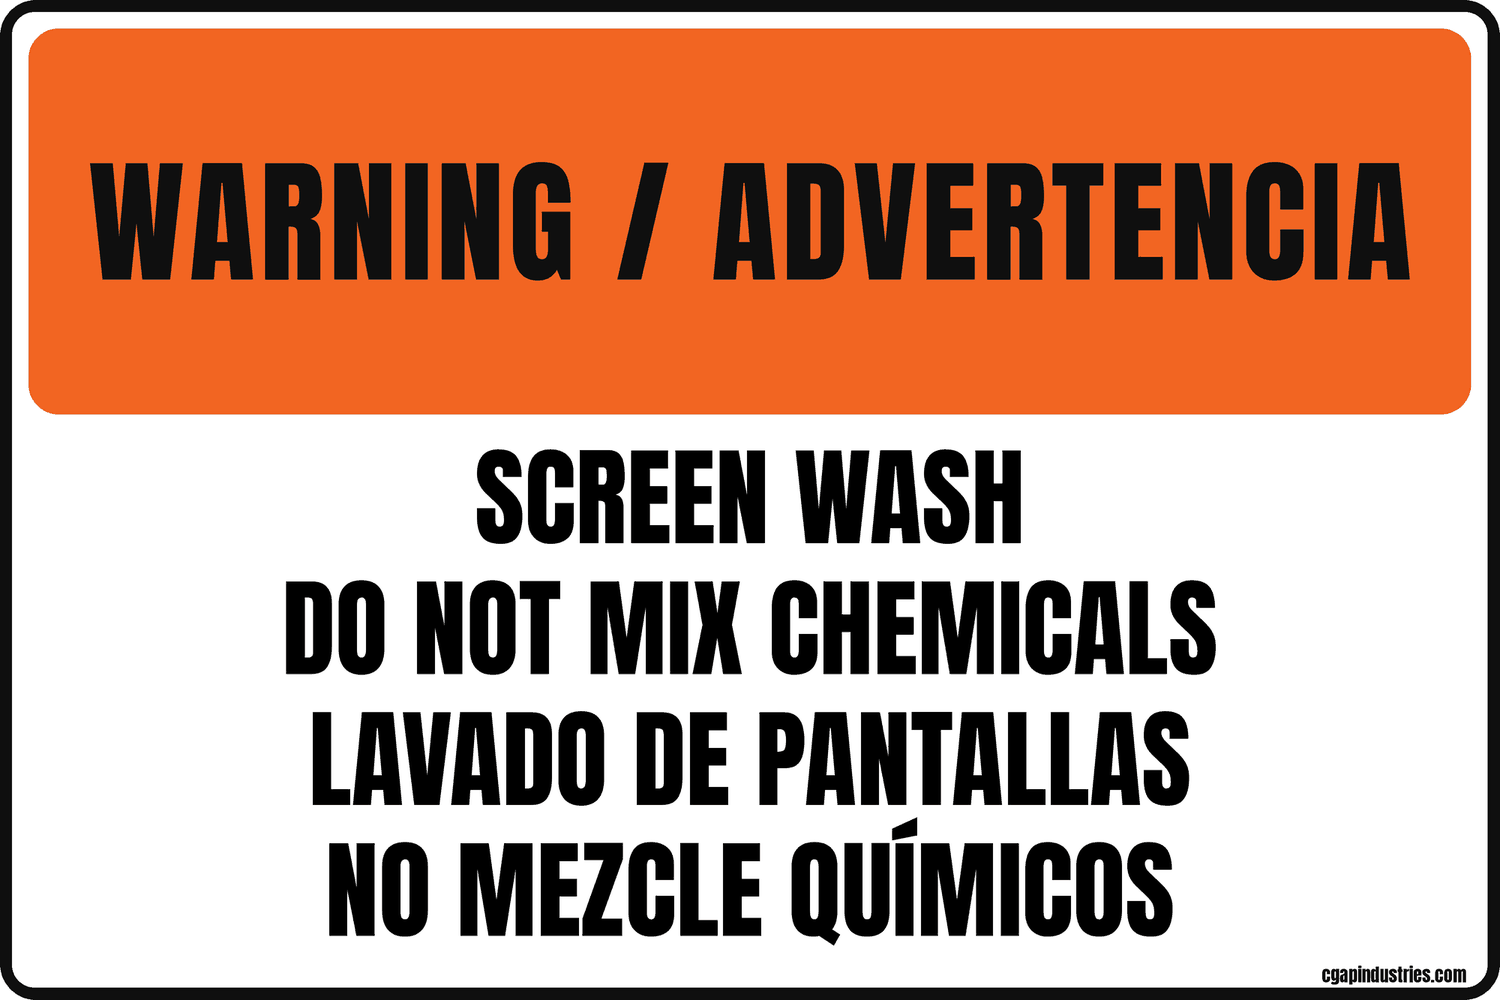 WARNING / ADVERTENCIA
SCREEN WASH
DO NOT MIX CHEMICALS
LAVADO DE PANTALLAS
NO MEZCLE QUÍMICOS
cgapindustries.com